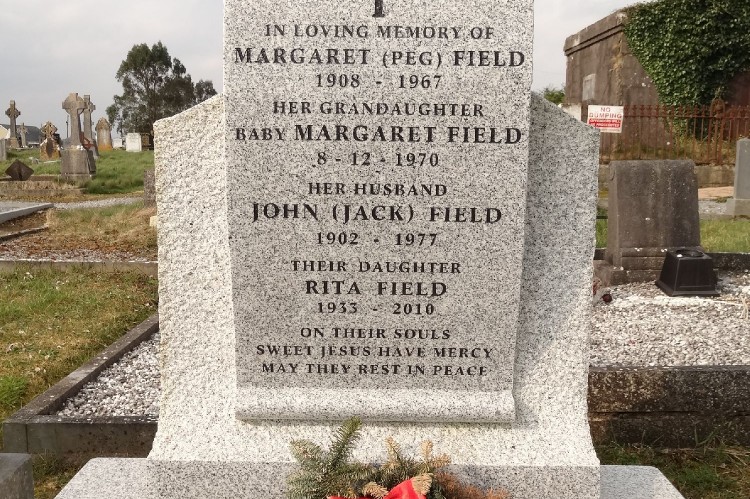 IN LOVING MEMORY OF
MARGARET (PEG) FIELD
1908 - 1967
HER GRANDAUGHTER
BABY MARGARET FIELD
8 - 12 - 1970
HER HUSBAND
JOHN (JACK) FIELD
1902 - 1977
THEIR DAUGHTER
RITA FIELD
1933 - 2010
ON THEIR SOULS
SWEET JESUS HAVE MERCY
MAY THEY REST IN PEACE
NO
DUMPING